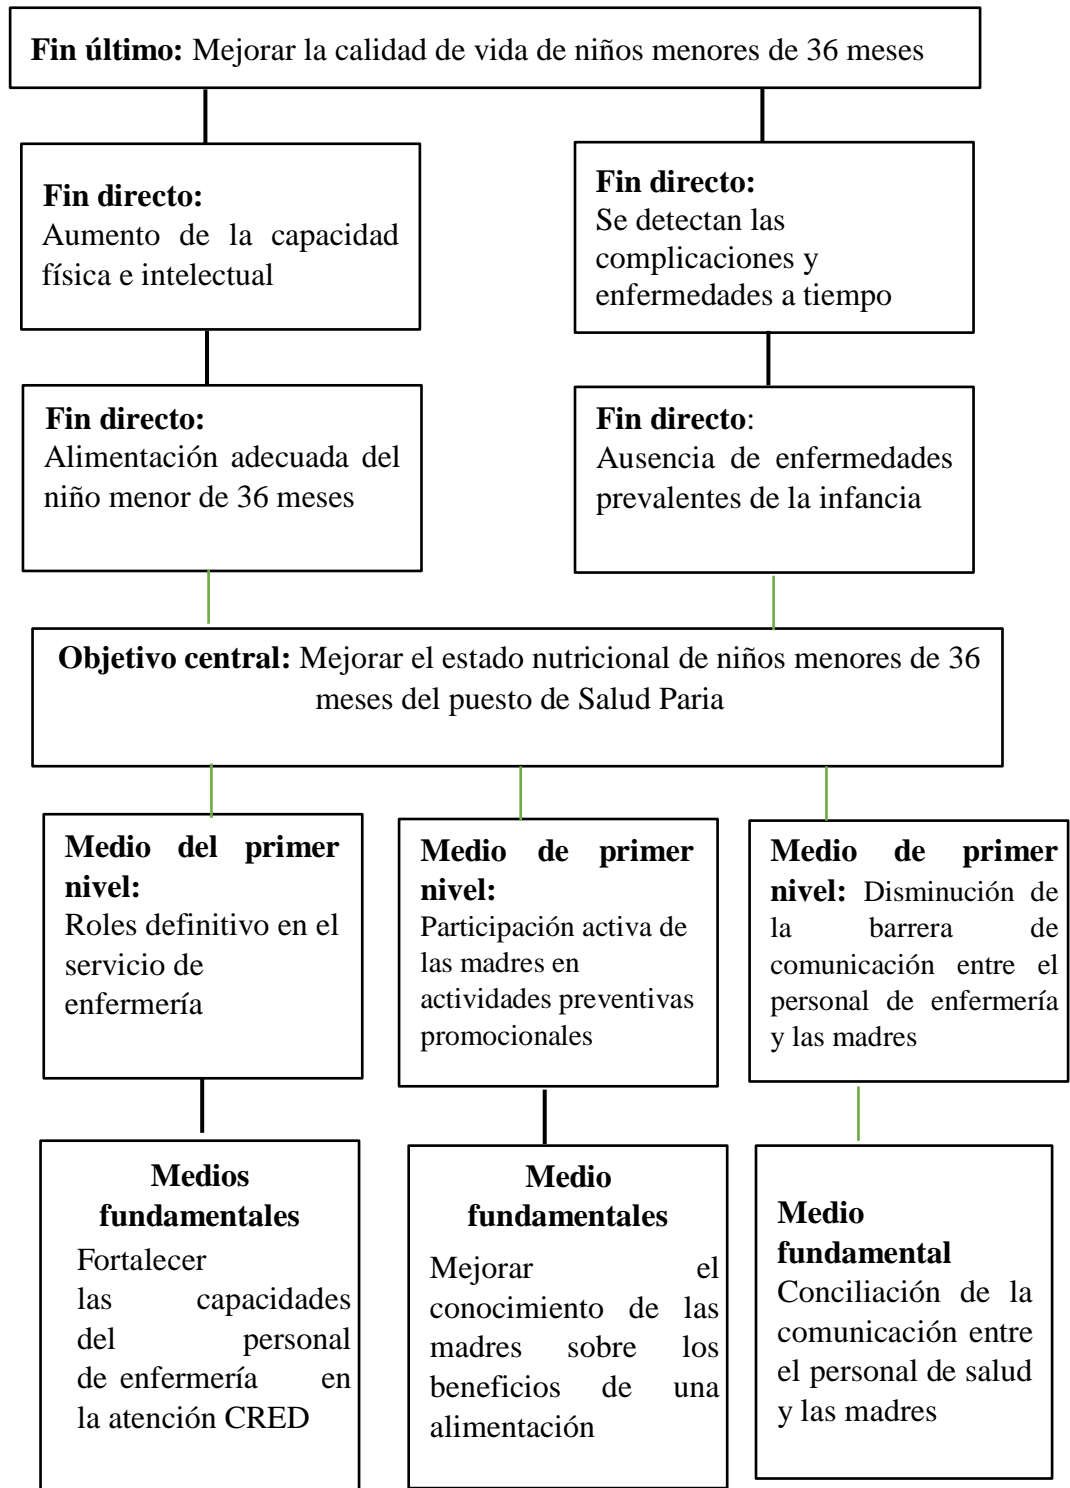 Fin último: Mejorar la calidad de vida de niños menores de 36 meses
Fin directo:
Aumento de la capacidad
física e intelectual
Fin directo:
Se detectan las
complicaciones y
enfermedades a tiempo
Fin directo:
Alimentación adecuada del
niño menor de 36 meses
Fin directo:
Ausencia de enfermedades
prevalentes de la infancia
Objetivo central: Mejorar el estado nutricional de niños menores de 36
meses del puesto de Salud Paria
Medio del primer
nivel:
Roles definitivo en el
servicio de
enfermería
Medio de primer
nivel:
Participación activa de
las madres en
actividades preventivas
promocionales
Medio de primer
nivel: Disminución de
la barrera de
comunicación entre el
personal de enfermería
y las madres
Medios
fundamentales
Fortalecer
las capacidades
del personal
de enfermería en
la atención CRED
Medio
fundamentales
Mejorar el
conocimiento de las
madres sobre los
beneficios de una
alimentación
Medio
fundamental
Conciliación de la
comunicación entre
el personal de salud
y las madres